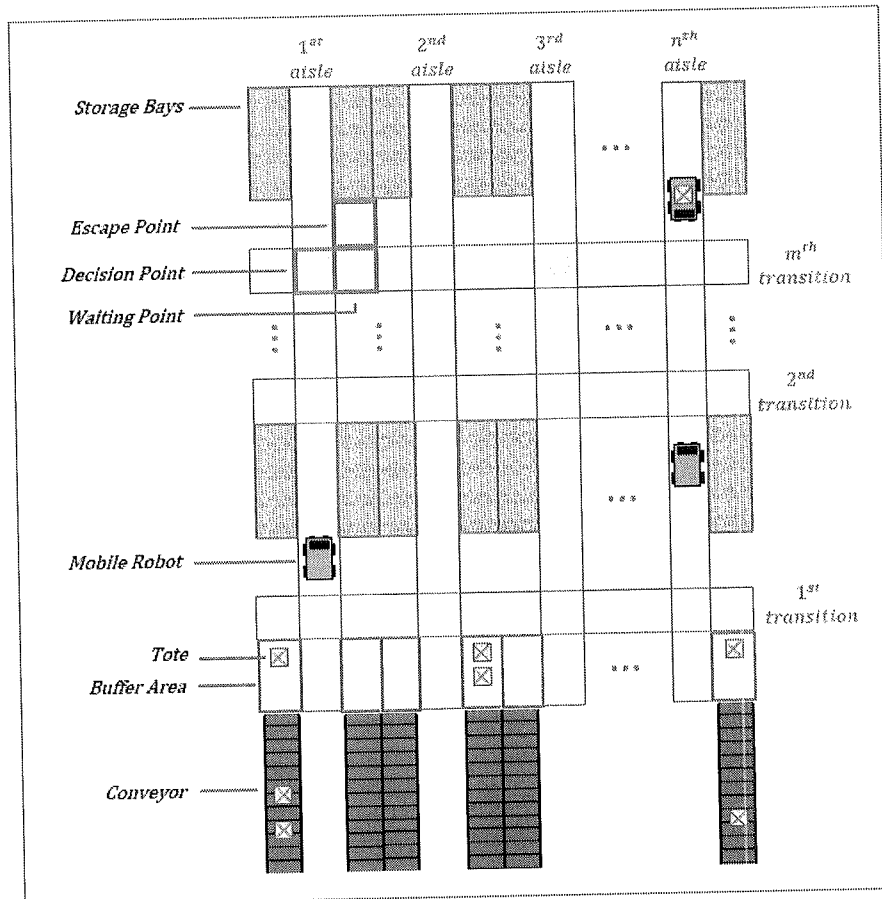 1st
aisle
2nd
aisle
3rd
aisle
nth
aisle
Storage Bays
Escape Point
Decision Point
mth
transition
Waiting Point
2nd
transition
Mobile Robot
1st
transition
Tote
Buffer Area
Conveyor